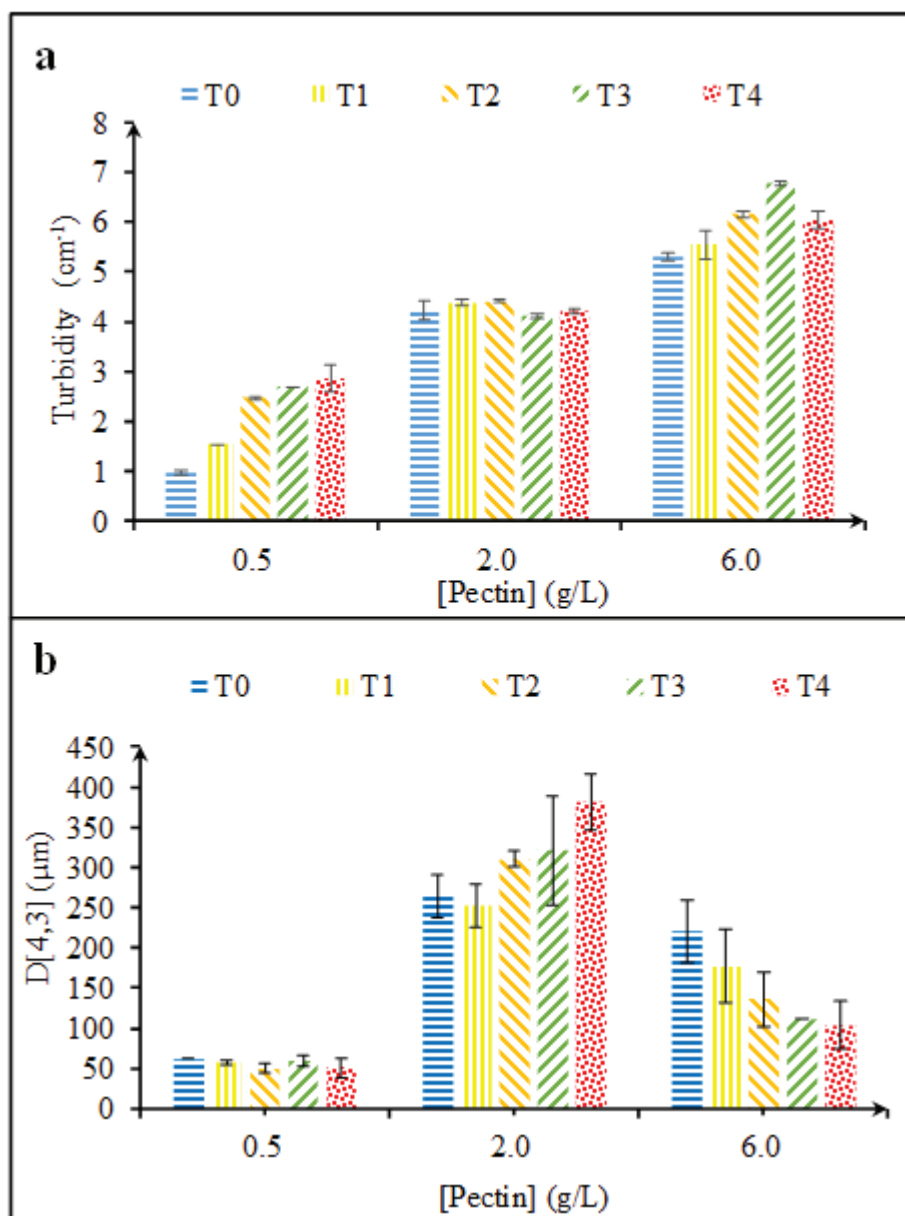 a
T0 T1 T2 T3 T4
8
7
6
5
4
3
2
1
0
Turbidity (cm⁻¹)
0.5 2.0 6.0
[Pectin] (g/L)
b
T0 T1 T2 T3 T4
450
400
350
300
250
200
150
100
50
0
D[4,3] (µm)
0.5 2.0 6.0
[Pectin] (g/L)